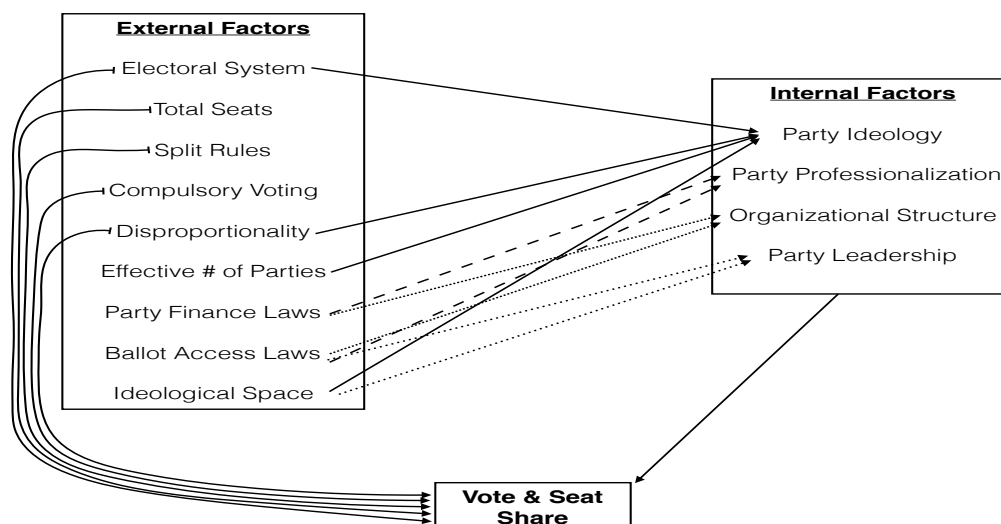 External Factors
Electoral System
Total Seats
Split Rules
Compulsory Voting
Disproportionality
Effective # of Parties
Party Finance Laws
Ballot Access Laws
Ideological Space
Internal Factors
Party Ideology
Party Professionalization
Organizational Structure
Party Leadership
Vote & Seat
Share